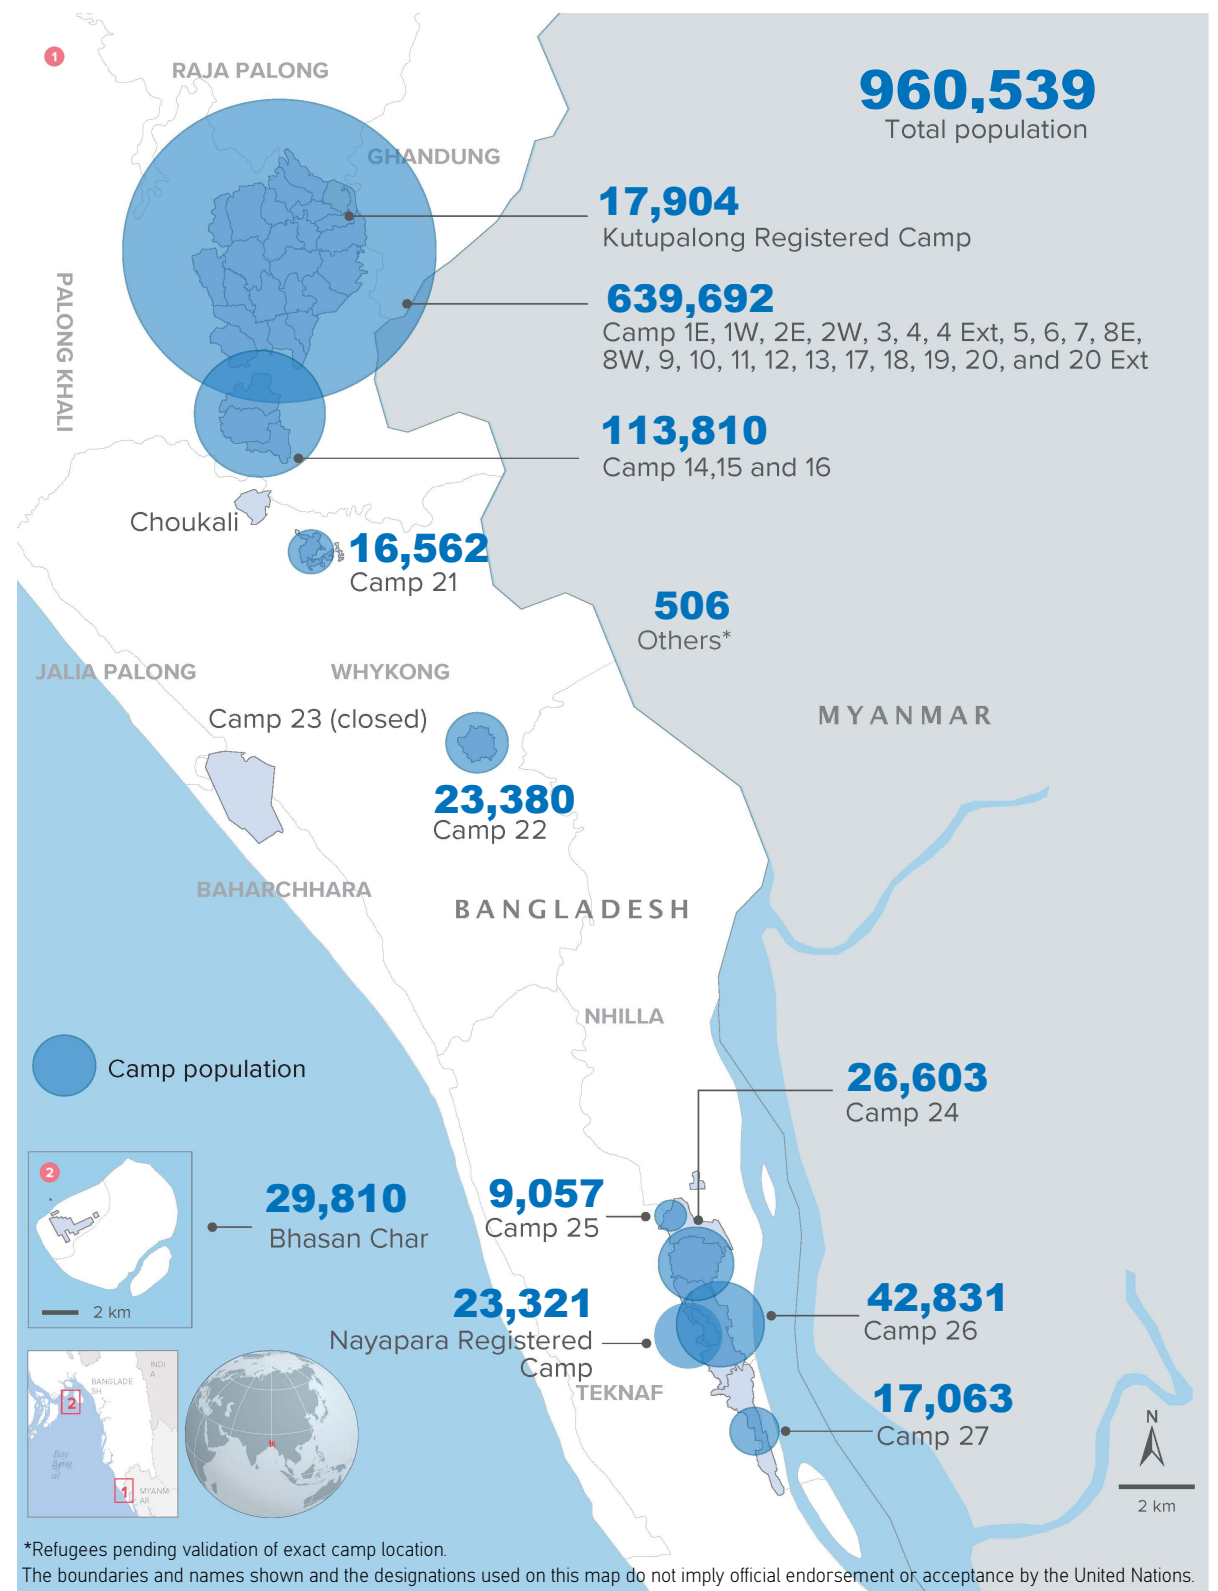 1
RAJA PALONG
960,539
Total population
GHANDUNG
17,904
Kutupalong Registered Camp
PALONG KHALI
639,692
Camp 1E, 1W, 2E, 2W, 3, 4, 4 Ext, 5, 6, 7, 8E,
8W, 9, 10, 11, 12, 13, 17, 18, 19, 20, and 20 Ext
113,810
Camp 14,15 and 16
Choukali
16,562
Camp 21
506
Others*
JALIA PALONG
WHYKONG
Camp 23 (closed)
MYANMAR
23,380
Camp 22
BAHARCHHARA
BANGLADESH
NHILLA
Camp population
26,603
Camp 24
2
29,810
Bhasan Char
9,057
Camp 25
2 km
23,321
Nayapara Registered
Camp
42,831
Camp 26
TEKNAF
17,063
Camp 27
INDI
A
BANGLADE
SH
2
Bay
al
1
MYANM
AR
N
2 km
*Refugees pending validation of exact camp location.
The boundaries and names shown and the designations used on this map do not imply official endorsement or acceptance by the United Nations.